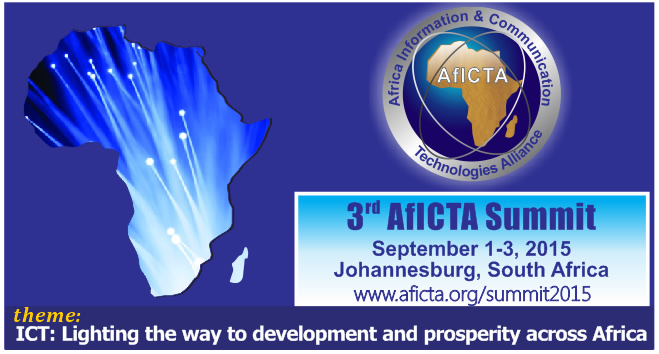 Africa Information & Communication
AfICTA
Technologies Alliance
3rd AfICTA Summit
September 1-3, 2015
Johannesburg, South Africa
www.aficta.org/summit2015
theme:
ICT: Lighting the way to development and prosperity across Africa